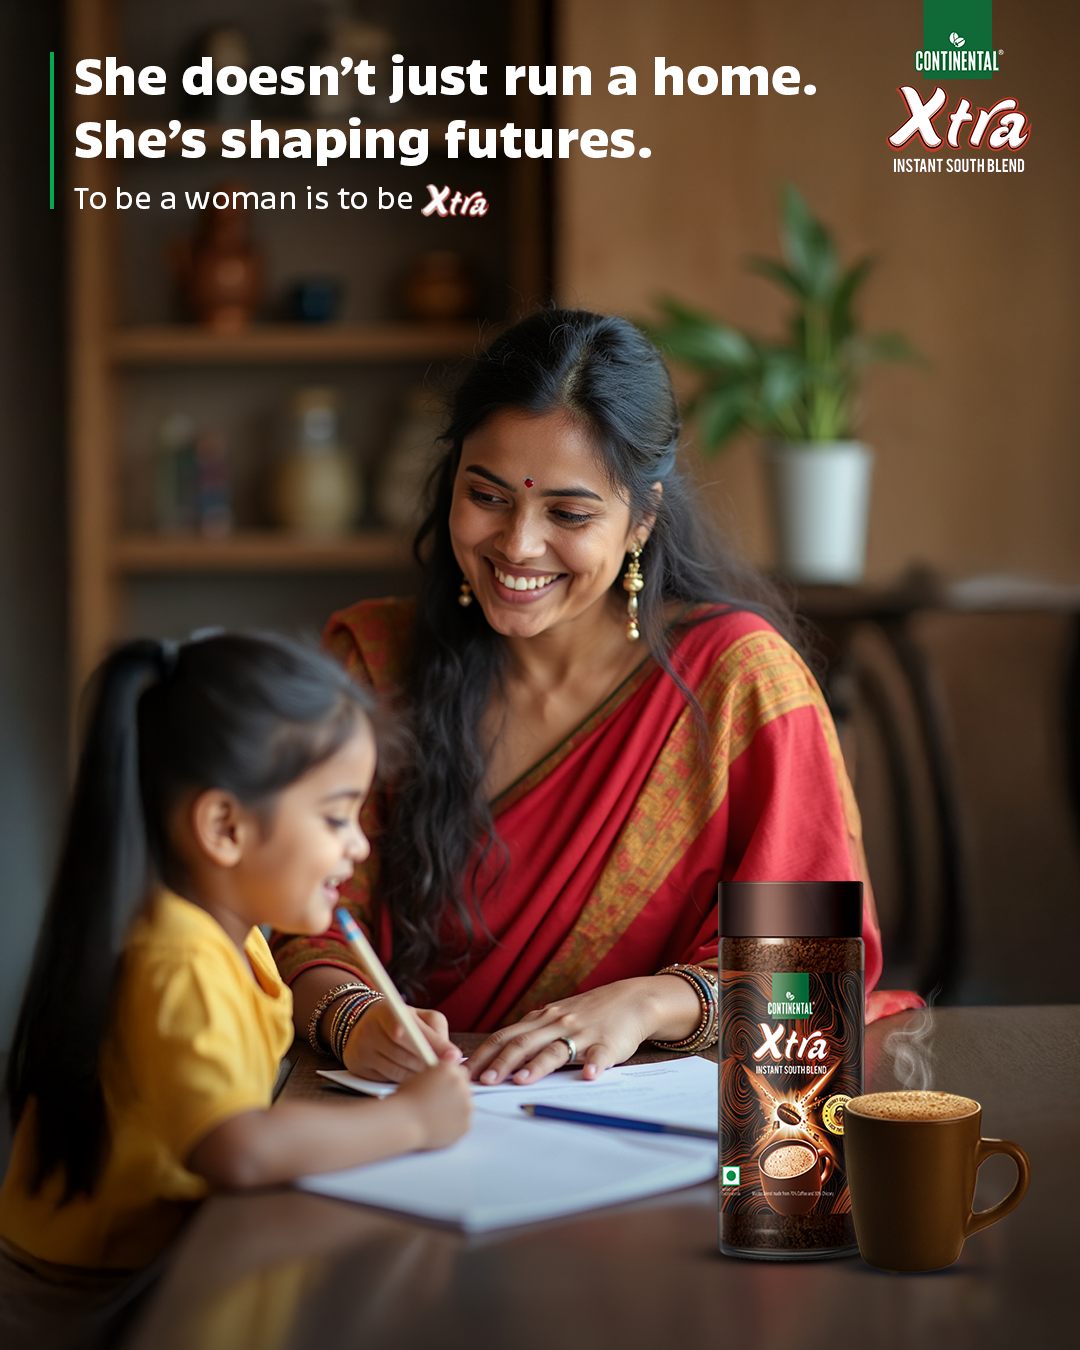 She doesn't just run a home.
She's shaping futures.
To be a woman is to be Xtra
CONTINENTAL®
Xtra
INSTANT SOUTH BLEND
CONTINENTAL®
Xtra
INSTANT SOUTH BLEND